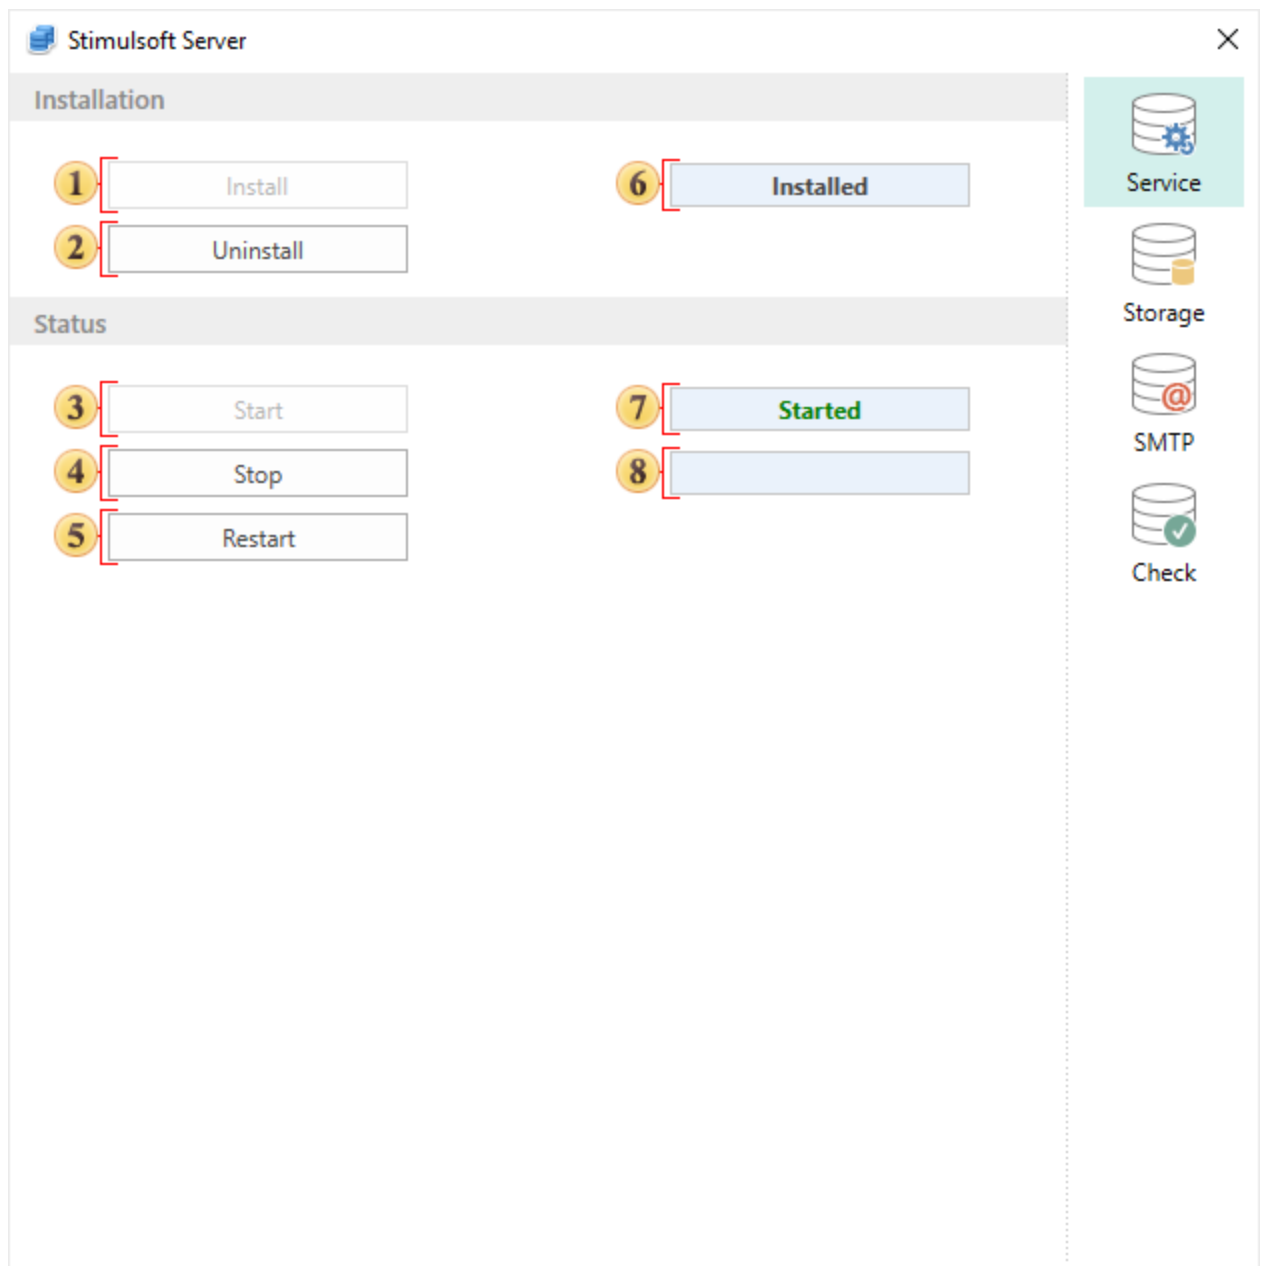 Stimulsoft Server
Installation
1 Install
6 Installed
2 Uninstall
Status
3 Start
7 Started
4 Stop
8
5 Restart
Service
Storage
@
SMTP
Check